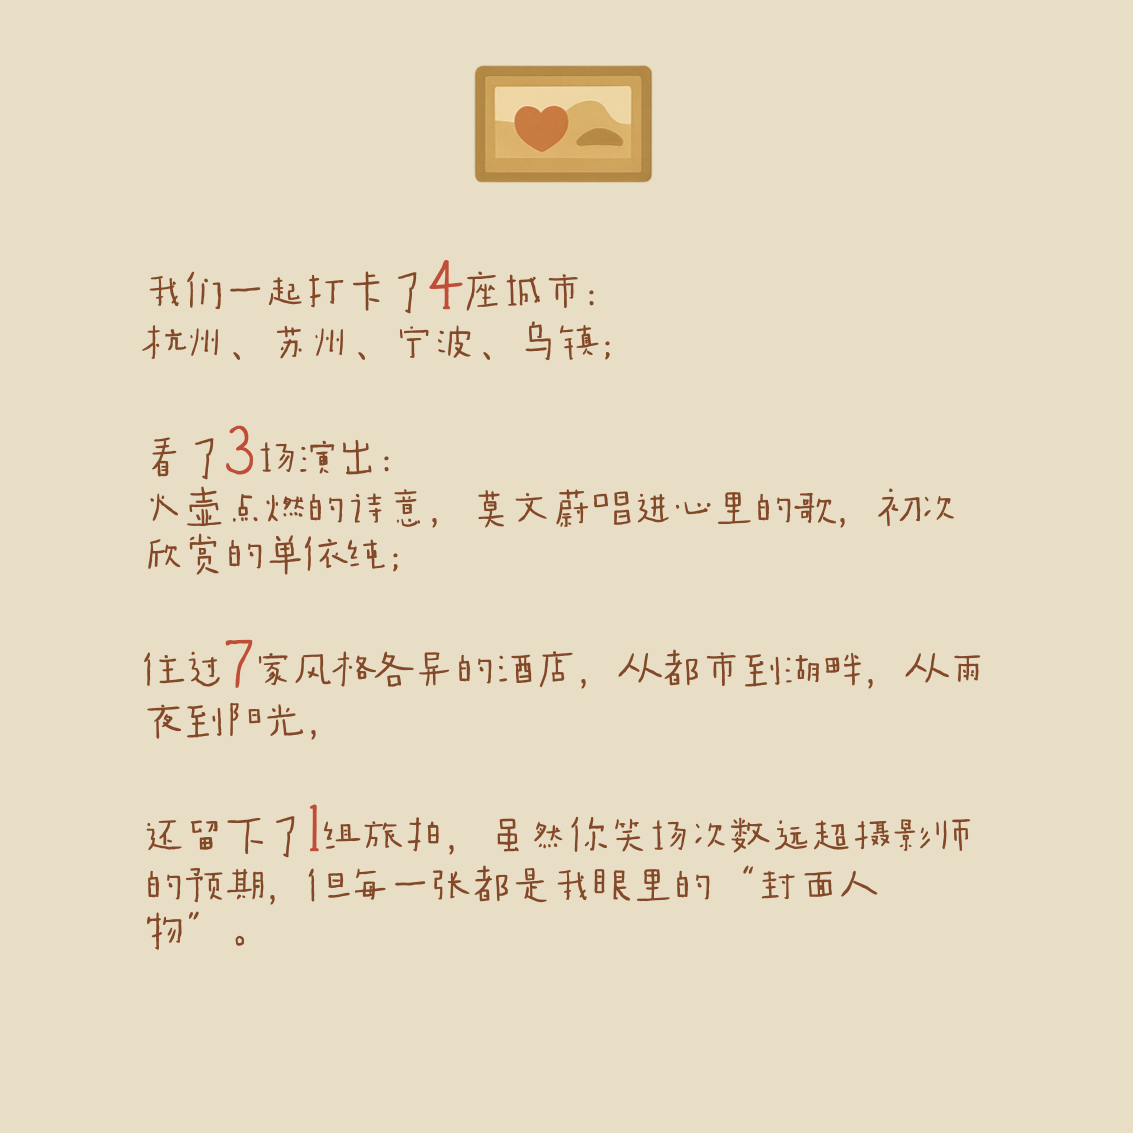 我们一起打卡了4座城市：
杭州、苏州、宁波、乌镇；
看了3场演出：
火壶点燃的诗意，莫文蔚唱进心里的歌，初次
欣赏的单依纯；
住过7家风格各异的酒店，从都市到湖畔，从雨
夜到阳光，
还留下了1组旅拍，虽然你笑场次数远超摄影师
的预期，但每一张都是我眼里的“封面人
物”。